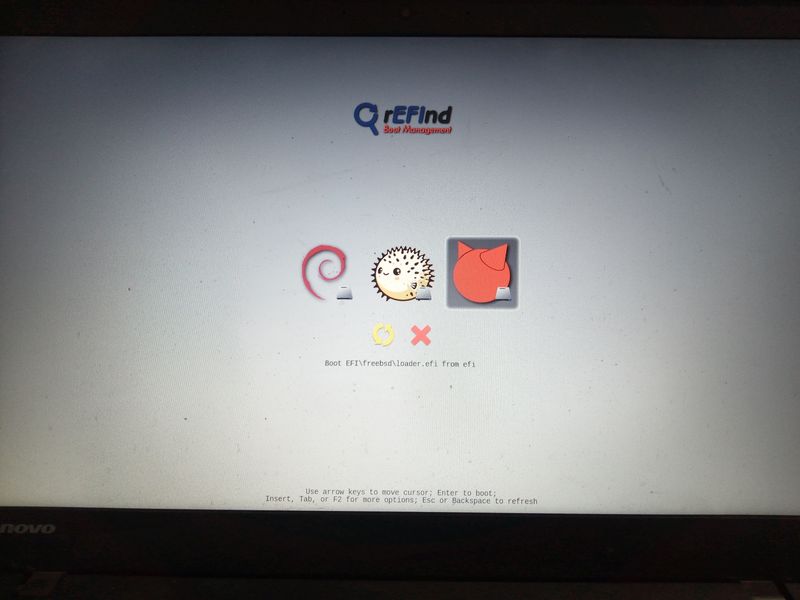 rEFInd
Boot Management
Boot EFI\freebsd\loader.efi from efi
Use arrow keys to move cursor; Enter to boot;
Insert, Tab, or F2 for more options; Esc or Backspace to refresh
novo